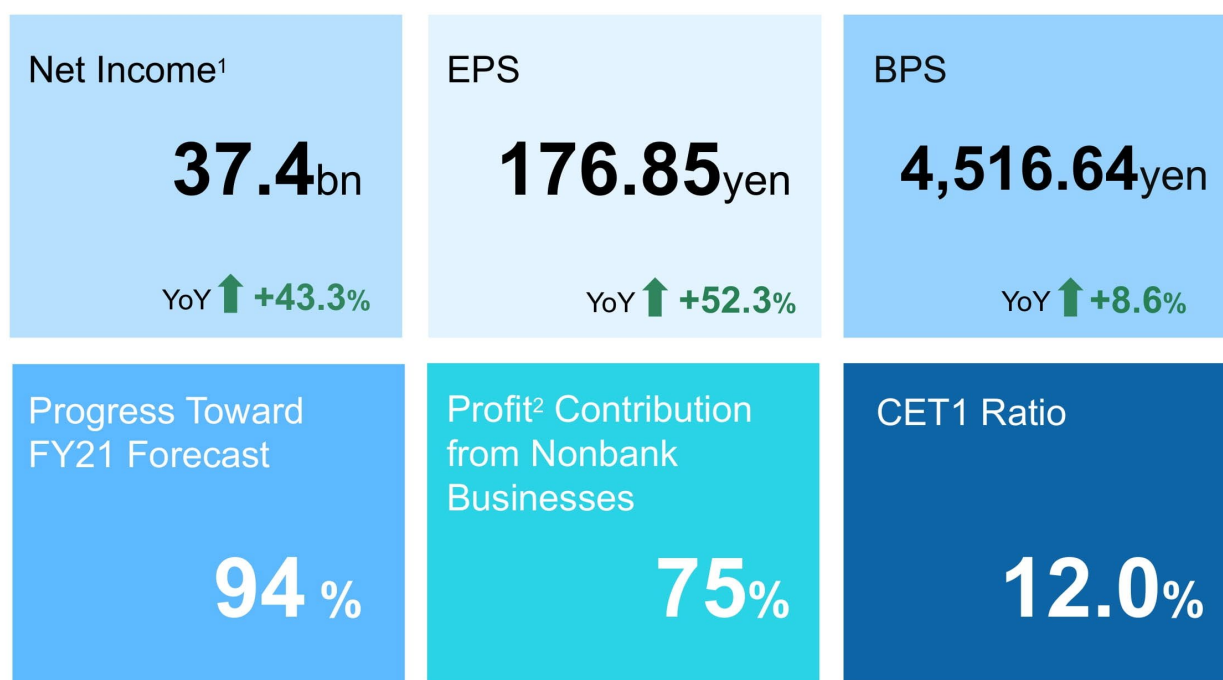 Net Income¹
37.4bn
YoY ⬆ +43.3%
EPS
176.85yen
YoY ⬆ +52.3%
BPS
4,516.64yen
YoY ⬆ +8.6%
Progress Toward
FY21 Forecast
94 %
Profit² Contribution
from Nonbank
Businesses
75%
CET1 Ratio
12.0%